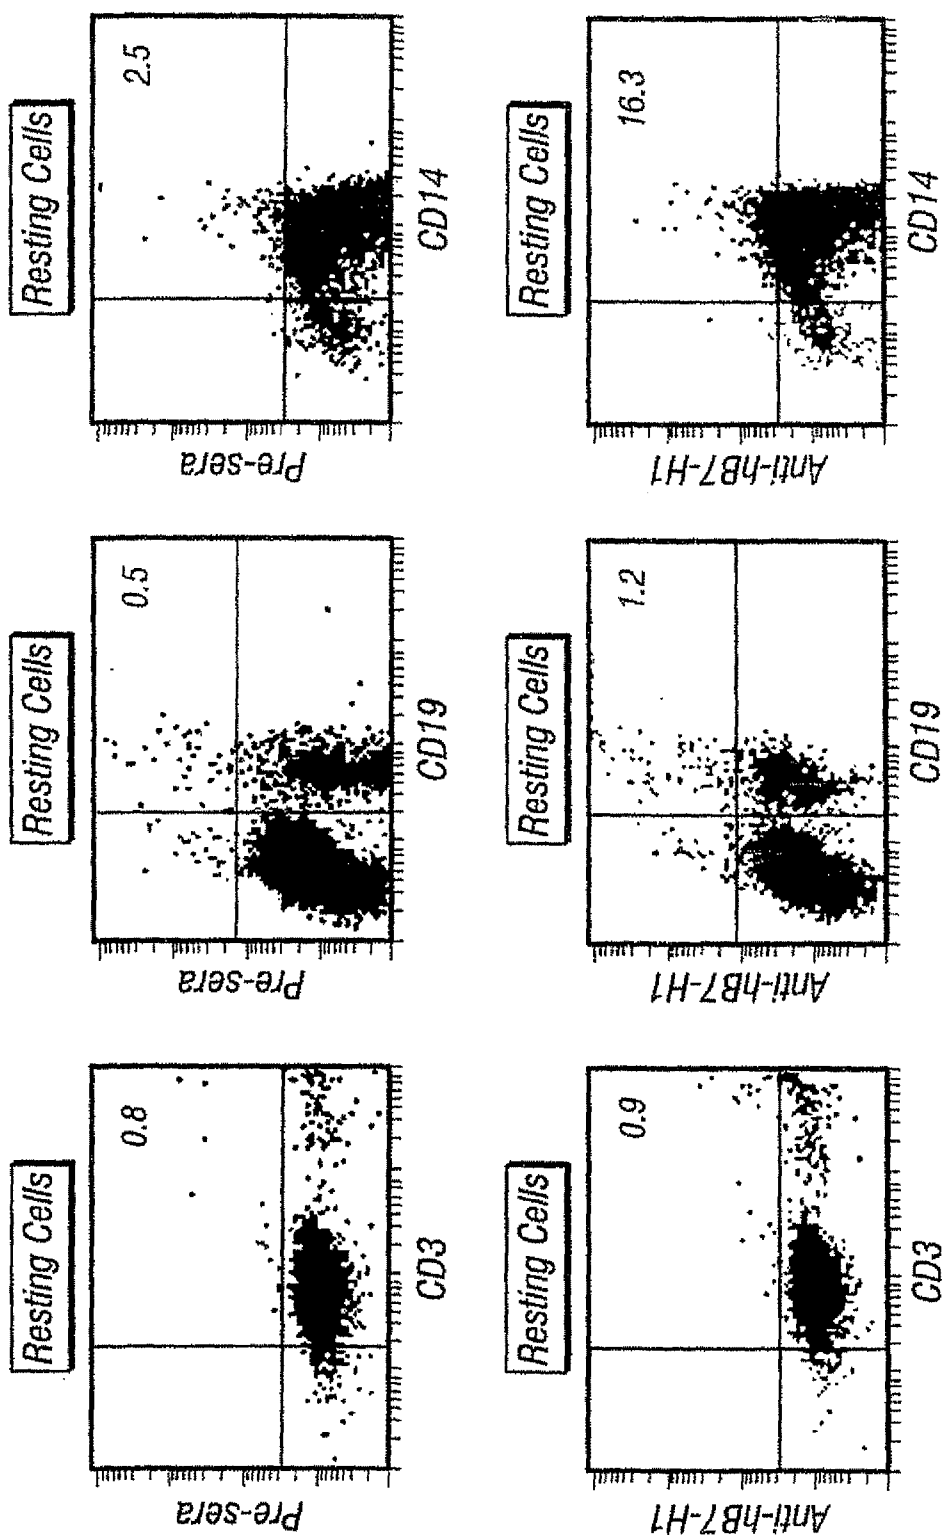 Resting Cells
0.8
Pre-sera
CD3
Resting Cells
0.5
Pre-sera
CD19
Resting Cells
2.5
Pre-sera
CD14
Resting Cells
0.9
Anti-hB7-H1
CD3
Resting Cells
1.2
Anti-hB7-H1
CD19
Resting Cells
16.3
Anti-hB7-H1
CD14